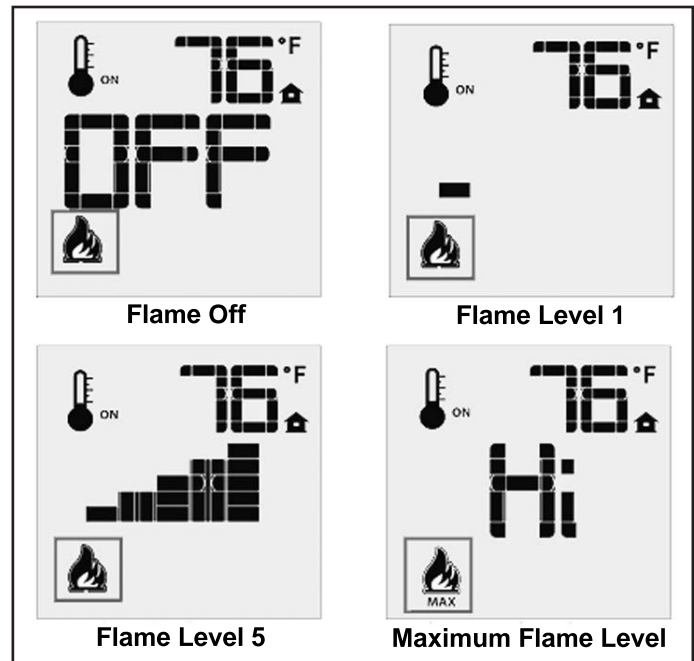 76 °F
ON
OFF
Flame Off
76 °F
ON
Flame Level 1
76 °F
ON
Flame Level 5
76 °F
ON
Hi
MAX
Maximum Flame Level